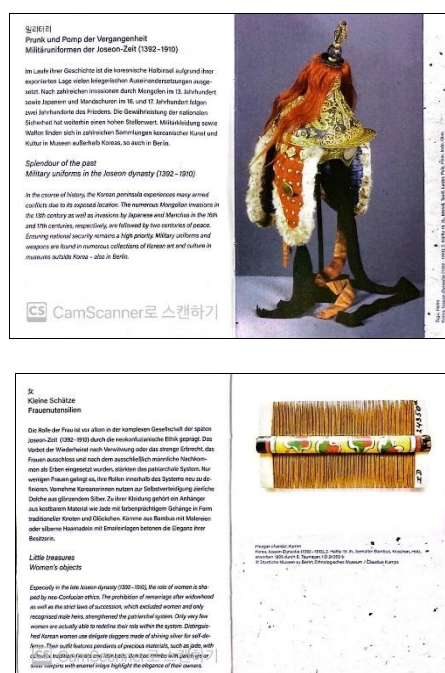 밀리터리
Prunk und Pomp der Vergangenheit
Militäruniformen der Joseon-Zeit (1392–1910)
Im Laufe ihrer Geschichte ist die koreanische Halbinsel aufgrund ihrer
exponierten Lage vielen kriegerischen Auseinandersetzungen ausge-
setzt. Nach zahlreichen Invasionen durch Mongolen im 13. Jahrhundert
sowie Japanern und Mandschuren im 16. und 17. Jahrhundert folgen
zwei Jahrhunderte des Friedens. Die Gewährleistung der nationalen
Sicherheit hat weiterhin einen hohen Stellenwert. Militärkleidung sowie
Waffen finden sich in zahlreichen Sammlungen koreanischer Kunst und
Kultur in Museen außerhalb Koreas, so auch in Berlin.
Splendour of the past
Military uniforms in the Joseon dynasty (1392–1910)
In the course of history, the Korean peninsula experiences many armed
conflicts due to its exposed location. The numerous Mongolian invasions in
the 13th century as well as invasions by Japanese and Manchus in the 16th
and 17th centuries, respectively, are followed by two centuries of peace.
Ensuring national security remains a high priority. Military uniforms and
weapons are found in numerous collections of Korean art and culture in
museums outside Korea – also in Berlin.
CS CamScanner로 스캔하기
女
Kleine Schätze
Frauenutensilien
Die Rolle der Frau ist vor allem in der komplexen Gesellschaft der späten
Joseon-Zeit (1392–1910) durch die neokonfuzianische Ethik geprägt. Das
Verbot der Wiederheirat nach Verwitwung oder das strenge Erbrecht, das
Frauen ausschloss und nach dem ausschließlich männliche Nachkom-
men als Erben eingesetzt wurden, stärkten das patriarchale System. Nur
wenigen Frauen gelingt es, ihre Rollen innerhalb des Systems neu zu de-
finieren. Vornehme Koreanerinnen nutzen zur Selbstverteidigung zierliche
Dolche aus glänzendem Silber. Zu ihrer Kleidung gehört ein Anhänger
aus kostbarem Material wie Jade mit farbenprächtigem Gehänge in Form
traditioneller Knoten und Glöckchen. Kämme aus Bambus mit Malereien
oder silberne Haarnadeln mit Emaileinlagen betonen die Eleganz ihrer
Besitzerin.
Little treasures
Women's objects
Especially in the late Joseon dynasty (1392–1910), the role of women is sha-
ped by neo-Confucian ethics. The prohibition of remarriage after widowhood
as well as the strict laws of succession, which excluded women and only
recognised male heirs, strengthened the patriarchal system. Only very few
women are actually able to redefine their role within the system. Distinguis-
hed Korean women use delicate daggers made of shining silver for self-de-
fence. Their outfit features pendants of precious materials, such as jade, with